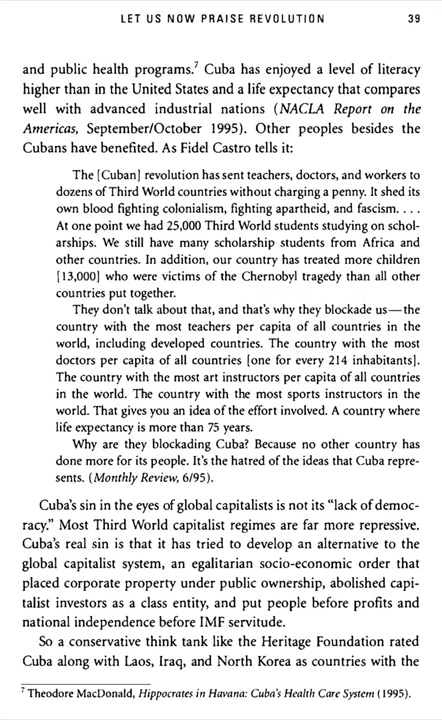 LET US NOW PRAISE REVOLUTION 39
and public health programs.⁷ Cuba has enjoyed a level of literacy
higher than in the United States and a life expectancy that compares
well with advanced industrial nations (NACLA Report on the
Americas, September/October 1995). Other peoples besides the
Cubans have benefited. As Fidel Castro tells it:
The [Cuban] revolution has sent teachers, doctors, and workers to
dozens of Third World countries without charging a penny. It shed its
own blood fighting colonialism, fighting apartheid, and fascism. . . .
At one point we had 25,000 Third World students studying on schol-
arships. We still have many scholarship students from Africa and
other countries. In addition, our country has treated more children
[13,000] who were victims of the Chernobyl tragedy than all other
countries put together.
They don't talk about that, and that's why they blockade us—the
country with the most teachers per capita of all countries in the
world, including developed countries. The country with the most
doctors per capita of all countries [one for every 214 inhabitants].
The country with the most art instructors per capita of all countries
in the world. The country with the most sports instructors in the
world. That gives you an idea of the effort involved. A country where
life expectancy is more than 75 years.
Why are they blockading Cuba? Because no other country has
done more for its people. It's the hatred of the ideas that Cuba repre-
sents. (Monthly Review, 6/95).
Cuba's sin in the eyes of global capitalists is not its "lack of democ-
racy." Most Third World capitalist regimes are far more repressive.
Cuba's real sin is that it has tried to develop an alternative to the
global capitalist system, an egalitarian socio-economic order that
placed corporate property under public ownership, abolished capi-
talist investors as a class entity, and put people before profits and
national independence before IMF servitude.
So a conservative think tank like the Heritage Foundation rated
Cuba along with Laos, Iraq, and North Korea as countries with the
⁷ Theodore MacDonald, Hippocrates in Havana: Cuba's Health Care System (1995).